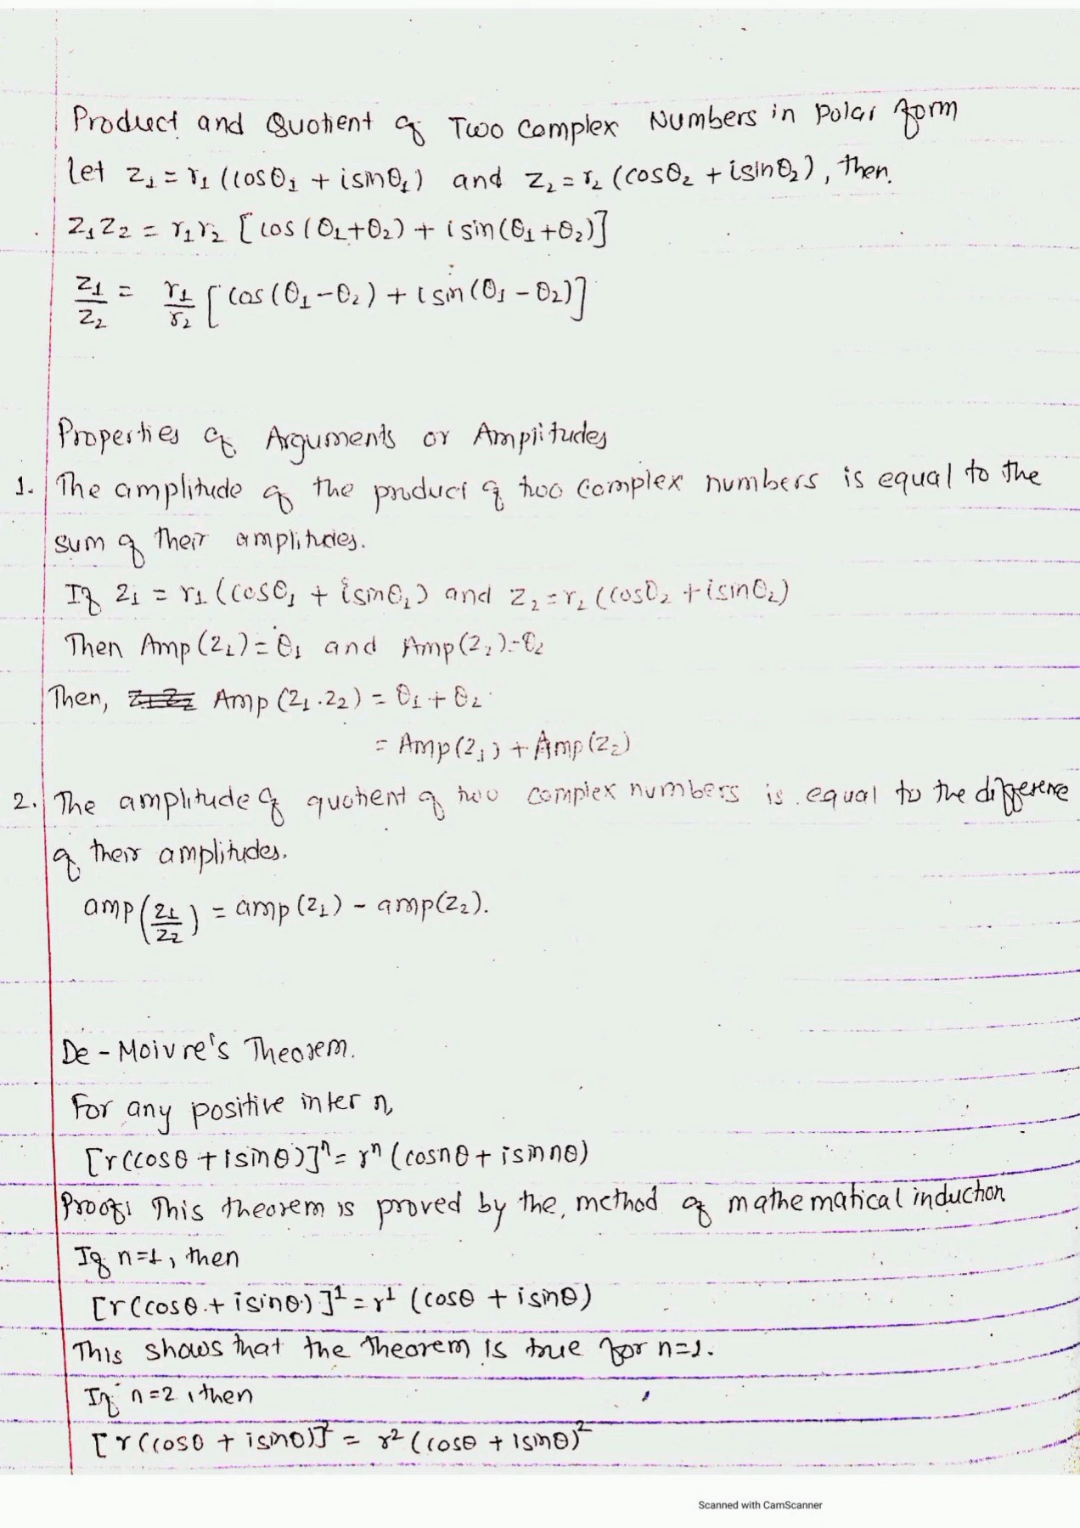 Product and Quotient of Two Complex Numbers in Polar form
Let z₁ = r₁ (cosθ₁ + isinθ₁) and z₂ = r₂ (cosθ₂ + isinθ₂), then,
z₁z₂ = r₁r₂ [cos(θ₁+θ₂) + isin(θ₁+θ₂)]
z₁/z₂ = r₁/r₂ [cos(θ₁-θ₂) + isin(θ₁-θ₂)]
Properties of Arguments or Amplitudes
1. The amplitude of the product of two complex numbers is equal to the
sum of their amplitudes.
If z₁ = r₁ (cosθ₁ + isinθ₁) and z₂ = r₂ (cosθ₂ + isinθ₂)
Then Amp(z₁) = θ₁ and Amp(z₂) = θ₂
Then, Amp (z₁.z₂) = θ₁ + θ₂
= Amp(z₁) + Amp(z₂)
2. The amplitude of quotient of two complex numbers is equal to the difference
of their amplitudes.
amp(z₁/z₂) = amp(z₁) - amp(z₂).
De-Moivre's Theorem.
For any positive inter n,
[r(cosθ + isinθ)]ⁿ = rⁿ (cosnθ + isinnθ)
Proof: This theorem is proved by the method of mathematical induction
If n=1, then
[r(cosθ + isinθ)]¹ = r¹ (cosθ + isinθ)
This shows that the theorem is true for n=1.
If n=2, then
[r(cosθ + isinθ)]² = r² (cosθ + isinθ)²
Scanned with CamScanner